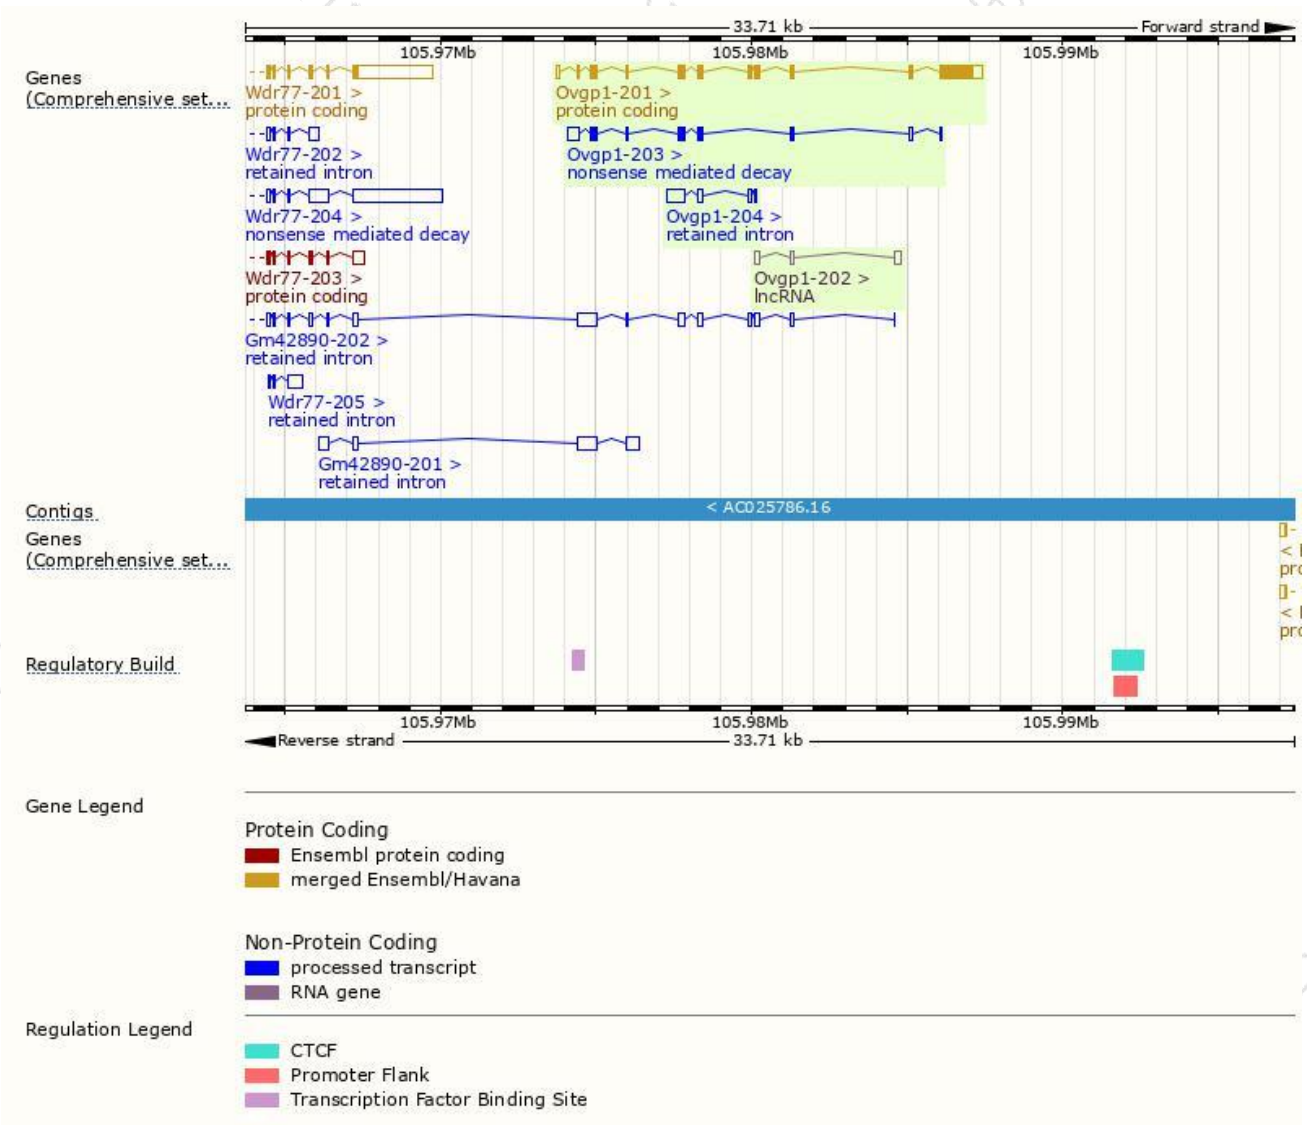 33.71 kb
Forward strand
105.97Mb 105.98Mb 105.99Mb
Genes
(Comprehensive set...
Wdr77-201 >
protein coding
Ovgp1-201 >
protein coding
Wdr77-202 >
retained intron
Ovgp1-203 >
nonsense mediated decay
Wdr77-204 >
nonsense mediated decay
Ovgp1-204 >
retained intron
Wdr77-203 >
protein coding
Ovgp1-202 >
lncRNA
Gm42890-202 >
retained intron
Wdr77-205 >
retained intron
Gm42890-201 >
retained intron
Contigs
< AC025786.16
Genes
(Comprehensive set...
Regulatory Build
105.97Mb 105.98Mb 105.99Mb
Reverse strand
33.71 kb
Gene Legend
Protein Coding
Ensembl protein coding
merged Ensembl/Havana
Non-Protein Coding
processed transcript
RNA gene
Regulation Legend
CTCF
Promoter Flank
Transcription Factor Binding Site